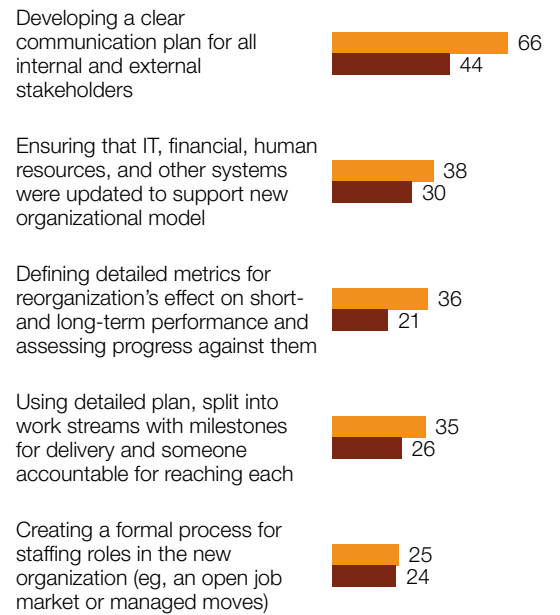 Developing a clear
communication plan for all
internal and external
stakeholders
66
44
Ensuring that IT, financial, human
resources, and other systems
were updated to support new
organizational model
38
30
Defining detailed metrics for
reorganization's effect on short-
and long-term performance and
assessing progress against them
36
21
Using detailed plan, split into
work streams with milestones
for delivery and someone
accountable for reaching each
35
26
Creating a formal process for
staffing roles in the new
organization (eg, an open job
market or managed moves)
25
24